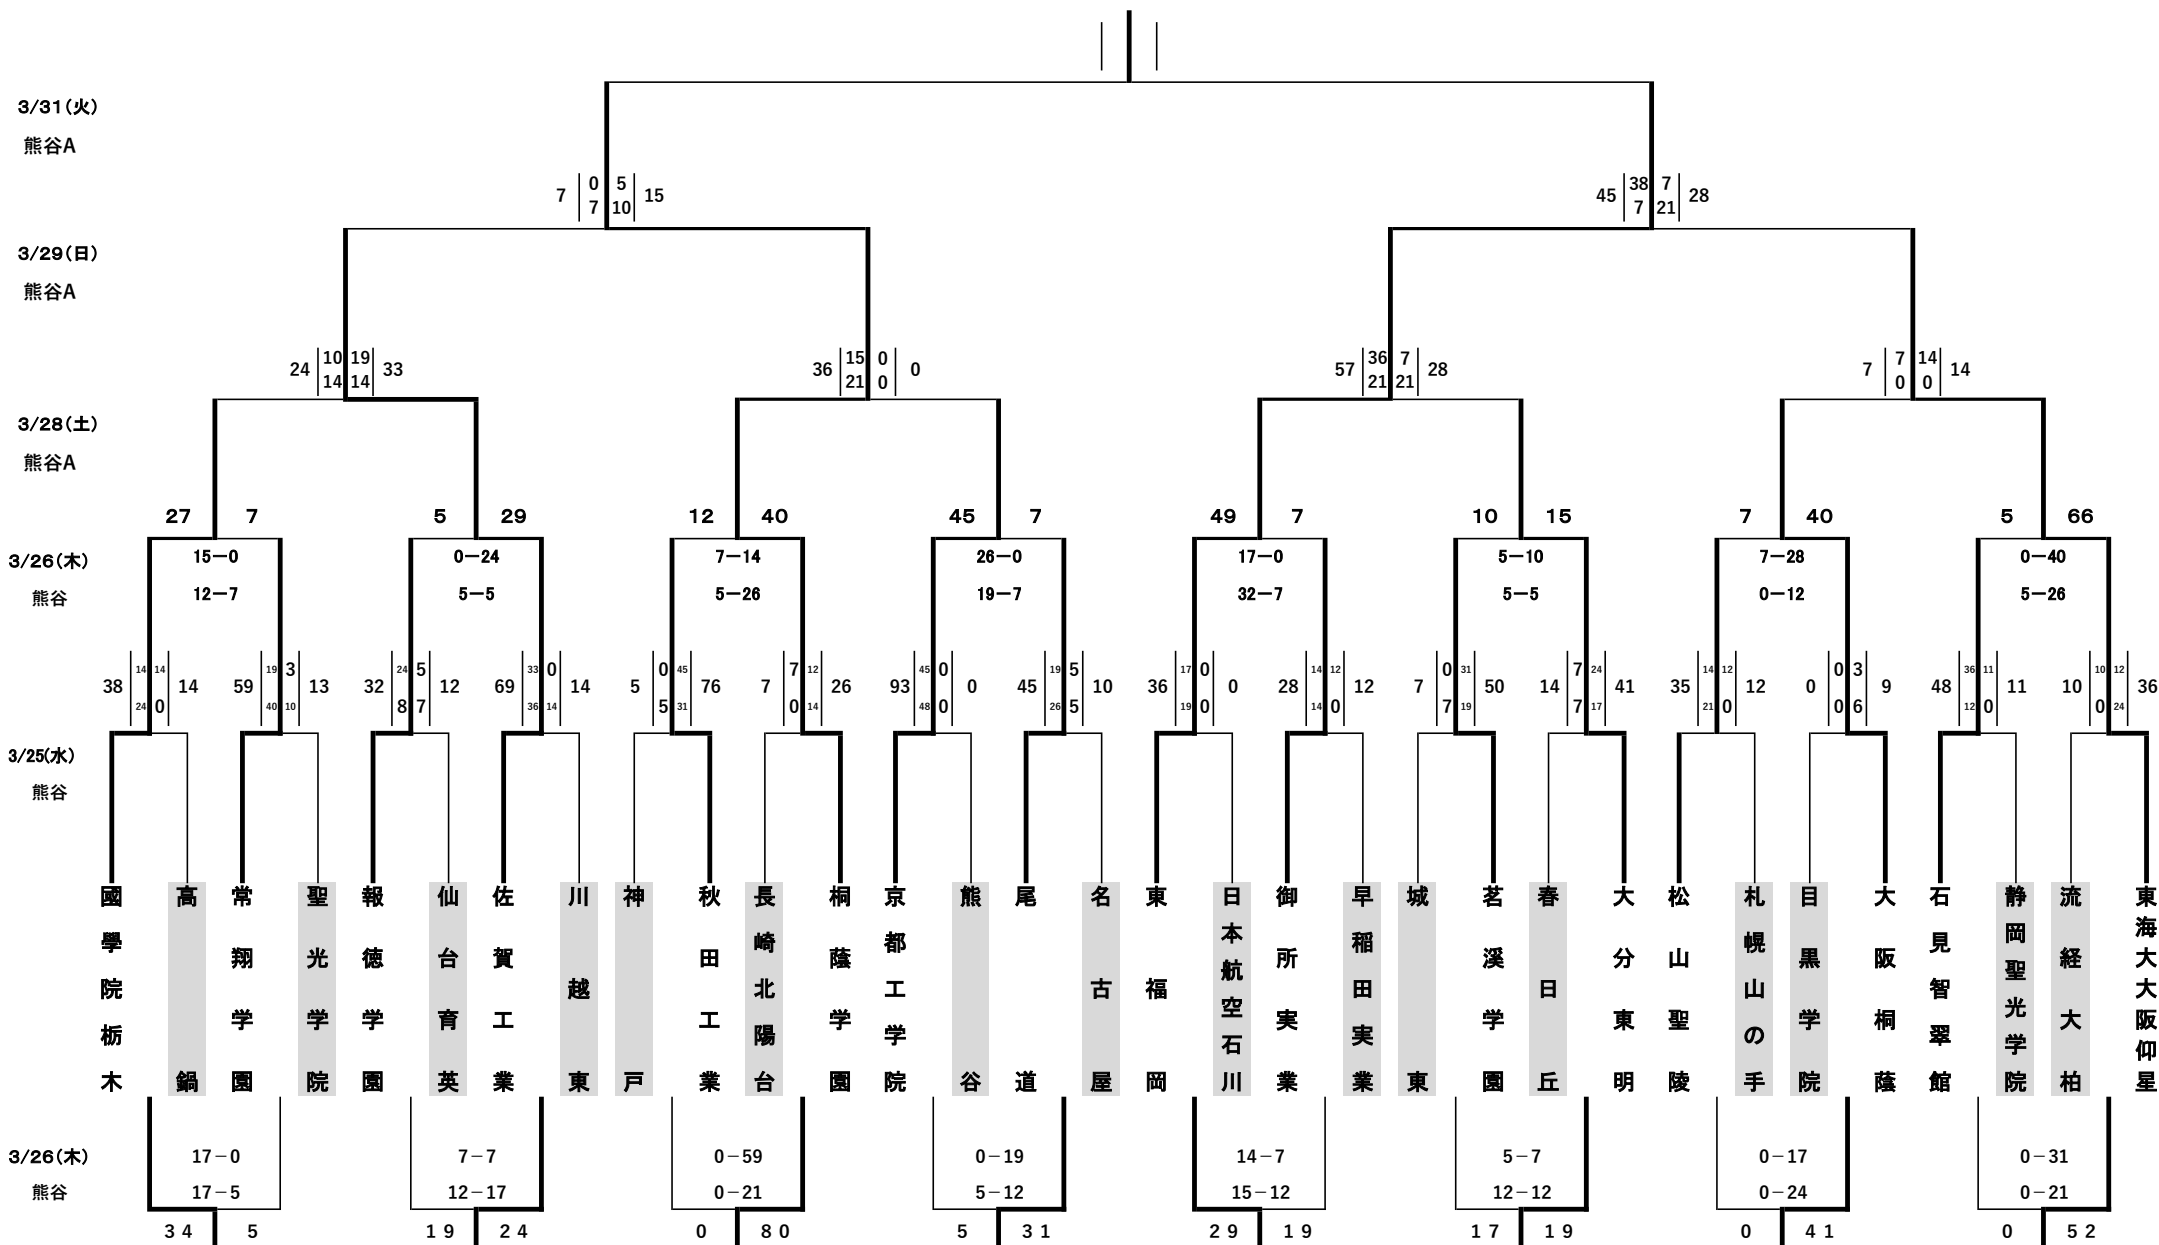 3/31(火)
熊谷A
7 0 5 15
7 10
45 38 7 28
7 21
3/29(日)
熊谷A
24 10 19 33
14 14
36 15 0 0
21 0
57 36 7 28
21 21
7 7 14 14
0 0
3/28(土)
熊谷A
27 7 5 29 12 40 45 7 49 7 10 15 7 40 5 66
3/26(木)
熊谷
15－0 0－24 7－14 26－0 17－0 5－10 7－28 0－40
12－7 5－5 5－26 19－7 32－7 5－5 0－12 5－26
38 14 14 14
24 0
59 19 3 13
40 10
32 24 5 12
8 7
69 33 0 14
36 14
5 0 45 76
5 31
7 7 12 26
0 14
93 45 0 0
48 0
45 19 5 10
26 5
36 17 0 0
19 0
28 14 12 12
14 0
7 0 31 50
7 19
14 7 24 41
7 17
35 14 12 12
21 0
0 0 3 9
0 6
48 36 11 11
12 0
10 10 12 36
0 24
3/25(水)
熊谷
國學院栃木
高鍋
常翔学園
聖光学院
報徳学園
仙台育英
佐賀工業
川越東
神戸
秋田工業
長崎北陽台
桐蔭学園
京都工学院
熊谷
尾道
名古屋
東福岡
日本航空石川
御所実業
早稲田実業
城東
茗溪学園
春日丘
大分東明
松山聖陵
札幌山の手
目黒学院
大阪桐蔭
石見智翠館
静岡聖光学院
流経大柏
東海大大阪仰星
3/26(木)
熊谷
17－0 7－7 0－59 0－19 14－7 5－7 0－17 0－31
17－5 12－17 0－21 5－12 15－12 12－12 0－24 0－21
34 5 19 24 0 80 5 31 29 19 17 19 0 41 0 52